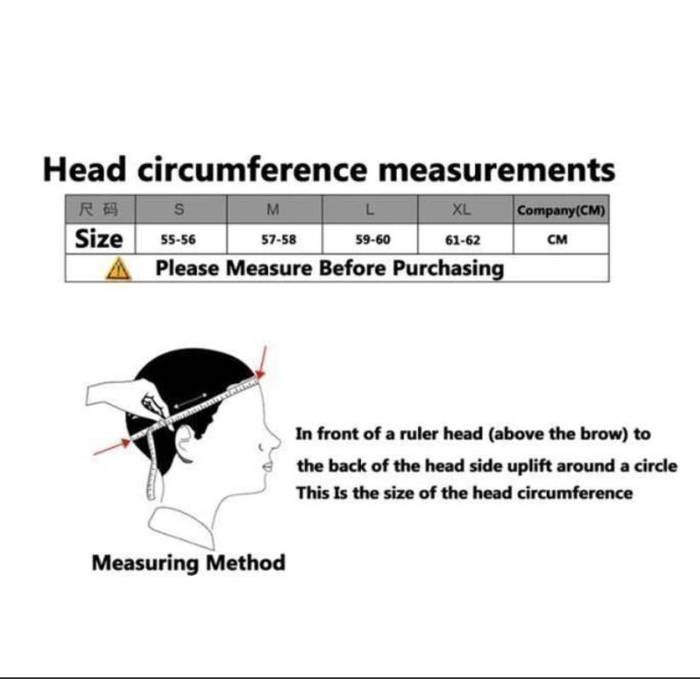 Head circumference measurements
尺 码 S M L XL Company(CM)
Size 55-56 57-58 59-60 61-62 CM
Please Measure Before Purchasing
In front of a ruler head (above the brow) to
the back of the head side uplift around a circle
This Is the size of the head circumference
Measuring Method